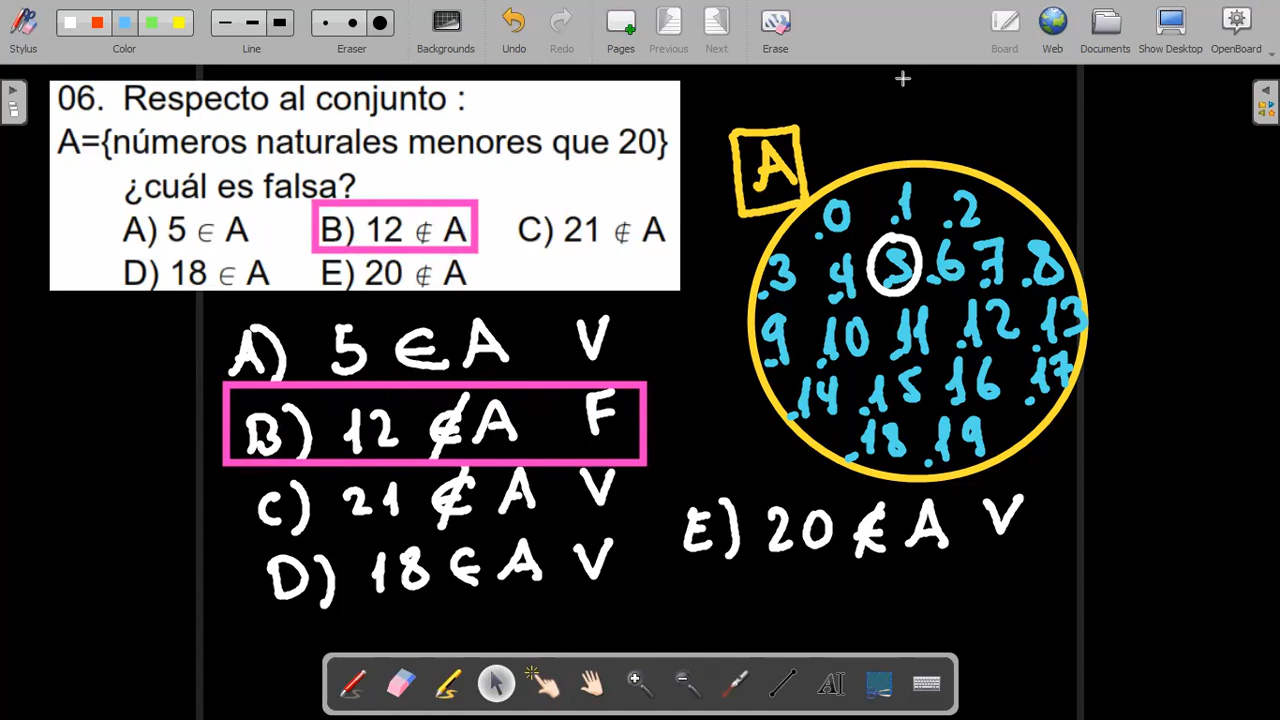 Stylus Color Line Eraser Backgrounds Undo Redo Pages Previous Next Erase Board Web Documents Show Desktop OpenBoard
06. Respecto al conjunto :
A={números naturales menores que 20}
¿cuál es falsa?
A) 5 ∈ A B) 12 ∉ A C) 21 ∉ A
D) 18 ∈ A E) 20 ∉ A
A
.0 .1 .2
.3 .4 .5 .6 .7 .8
.9 .10 .11 .12 .13
.14 .15 .16 .17
.18 .19
A) 5 ∈ A V
B) 12 ∉ A F
C) 21 ∉ A V
D) 18 ∈ A V
E) 20 ∉ A V
AI